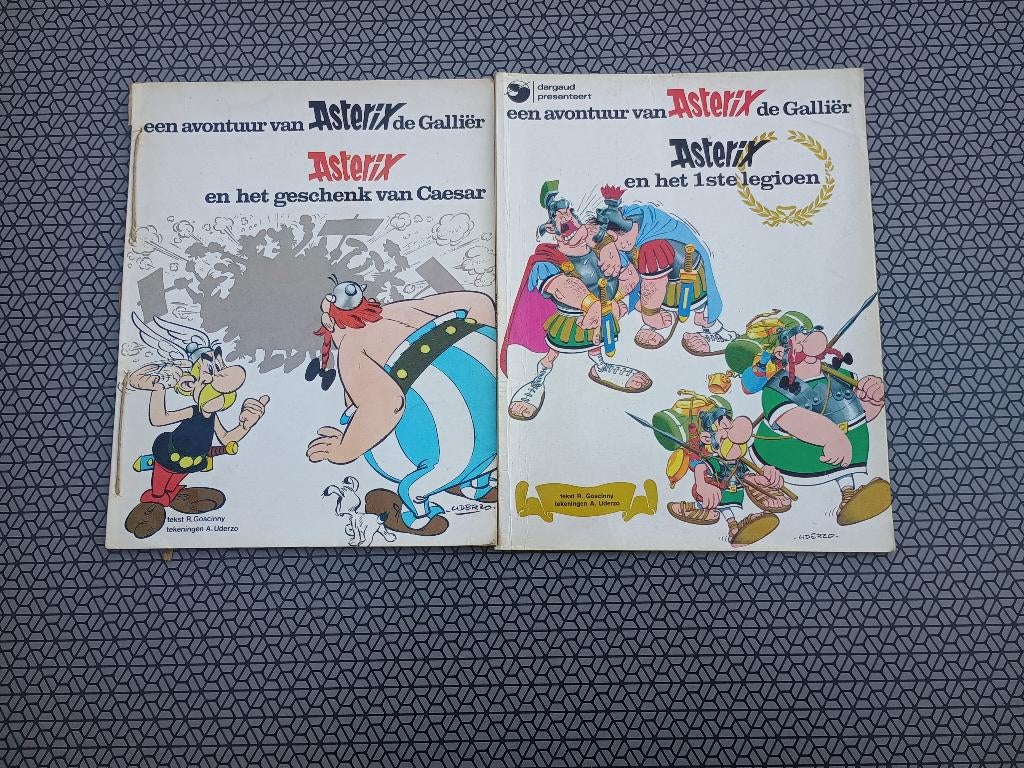 een avontuur van Asterix de Galliër
Asterix
en het geschenk van Caesar
tekst R. Goscinny
tekeningen A. Uderzo
UDERZO.
dargaud
presenteert
een avontuur van Asterix de Galliër
Asterix
en het 1ste legioen
tekst R. Goscinny
tekeningen A. Uderzo
-UDERZO-